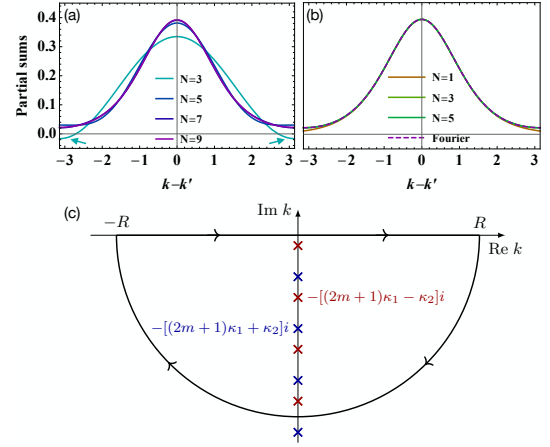 (a)
Partial sums
0.4
0.3
0.2
0.1
0.0
N=3
N=5
N=7
N=9
−3 −2 −1 0 1 2 3
k−k′
(b)
N=1
N=3
N=5
Fourier
−3 −2 −1 0 1 2 3
k−k′
(c)
Im k
−R
R
Re k
−[(2m + 1)κ₁ − κ₂]i
−[(2m + 1)κ₁ + κ₂]i